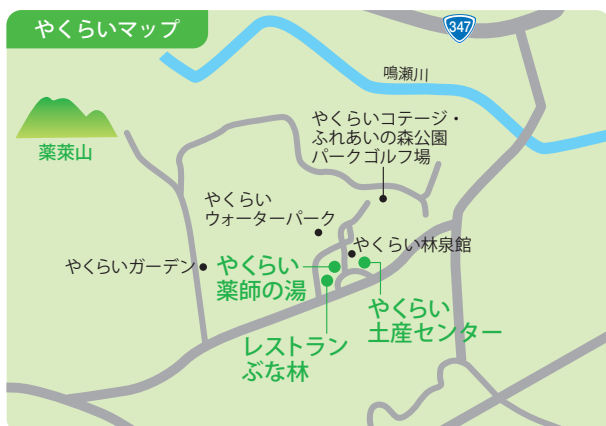 やくらいマップ
347
鳴瀬川
やくらいコテージ・
ふれあいの森公園
パークゴルフ場
薬萊山
やくらい
ウォーターパーク
やくらい林泉館
やくらいガーデン
やくらい
薬師の湯
やくらい
土産センター
レストラン
ぶな林